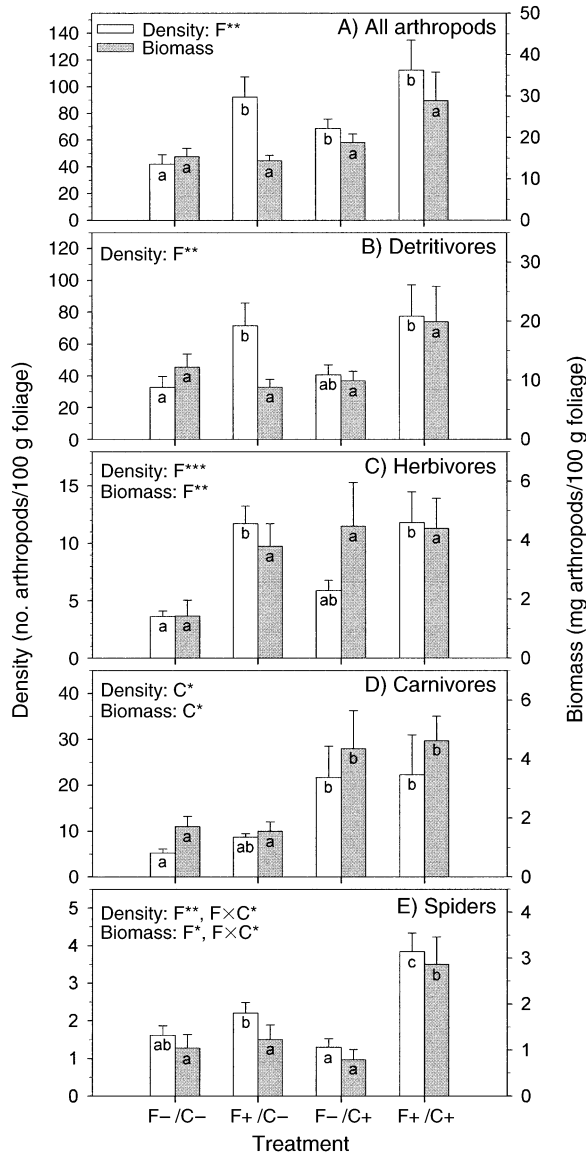 Density: F**
Biomass
A) All arthropods
160
140
120
100
80
60
40
20
0
50
40
30
20
10
0
a
a
b
a
b
a
b
a
Density: F**
B) Detritivores
120
100
80
60
40
20
0
35
30
20
10
0
a
a
b
a
ab
a
b
a
Density: F***
Biomass: F**
C) Herbivores
15
10
5
0
6
4
2
0
a
a
b
a
ab
a
b
a
Density: C*
Biomass: C*
D) Carnivores
40
30
20
10
0
6
4
2
0
a
a
ab
a
b
b
b
b
Density: F**, F×C*
Biomass: F*, F×C*
E) Spiders
5
4
2
2
1
0
4
3
2
1
0
ab
a
b
a
a
a
c
b
F−/C−
F+/C−
F−/C+
F+/C+
Treatment
Density (no. arthropods/100 g foliage)
Biomass (mg arthropods/100 g foliage)